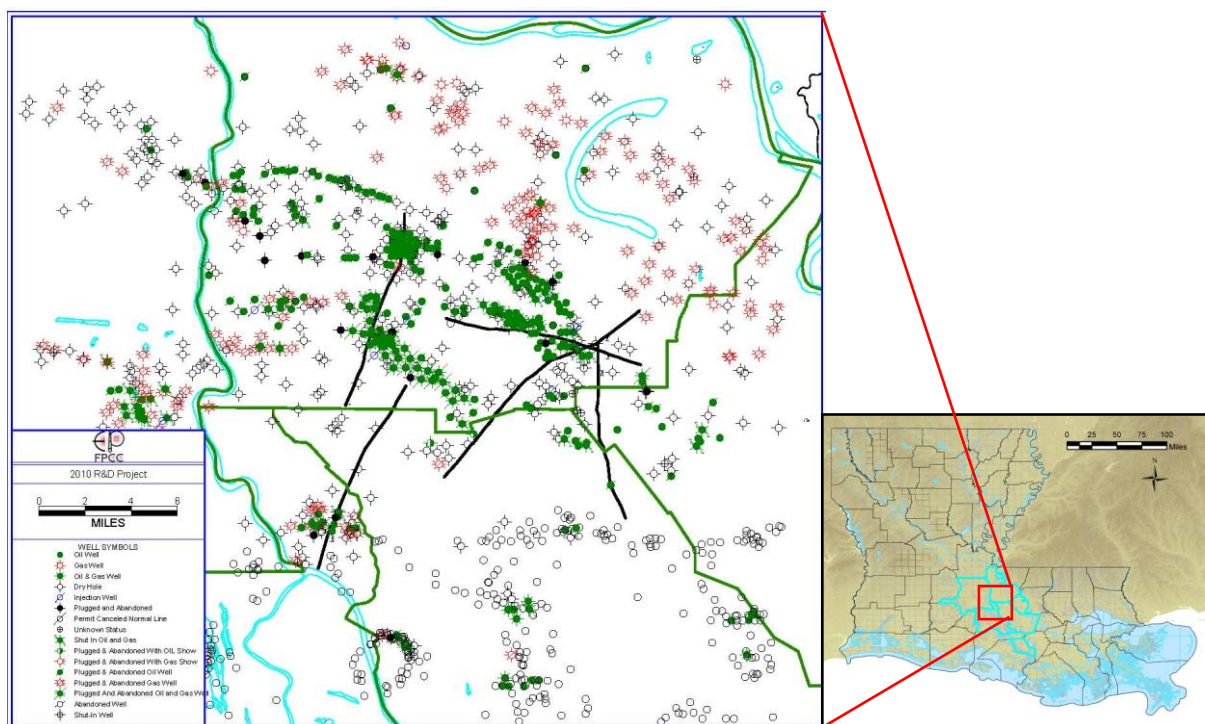 FPCC
2010 R&D Project
0 2 4 6
MILES
WELL SYMBOLS
Oil Well
Gas Well
Oil & Gas Well
Dry Hole
Injection Well
Plugged and Abandoned
Permit Canceled Normal Line
Unknown Status
Shut In Oil and Gas
Plugged & Abandoned With OIL Show
Plugged & Abandoned With Gas Show
Plugged & Abandoned Oil Well
Plugged & Abandoned Gas Well
Plugged And Abandoned Oil and Gas Well
Abandoned Well
Shut-In Well
0 25 50 75 100
Miles
N